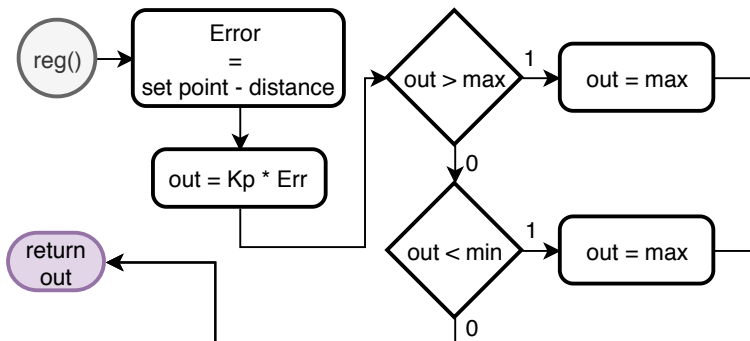 reg()
Error
=
set point - distance
out = Kp * Err
out > max
1
out = max
0
out < min
1
out = max
0
return
out